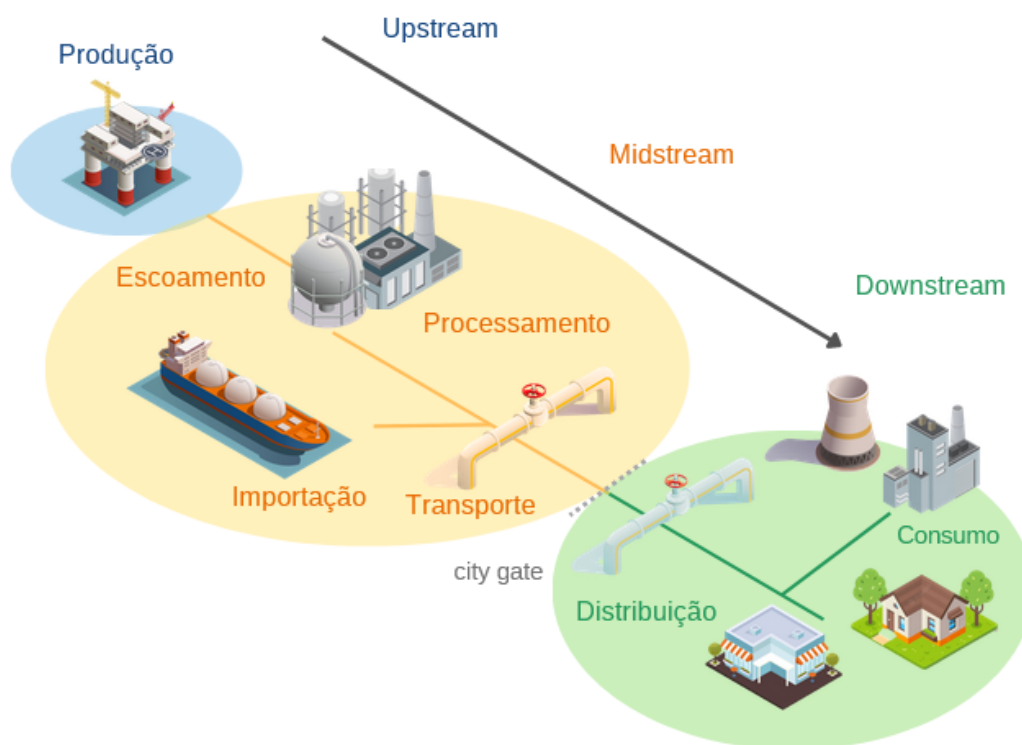 Upstream
Produção
Midstream
Escoamento
Downstream
Processamento
Importação
Transporte
Consumo
city gate
Distribuição